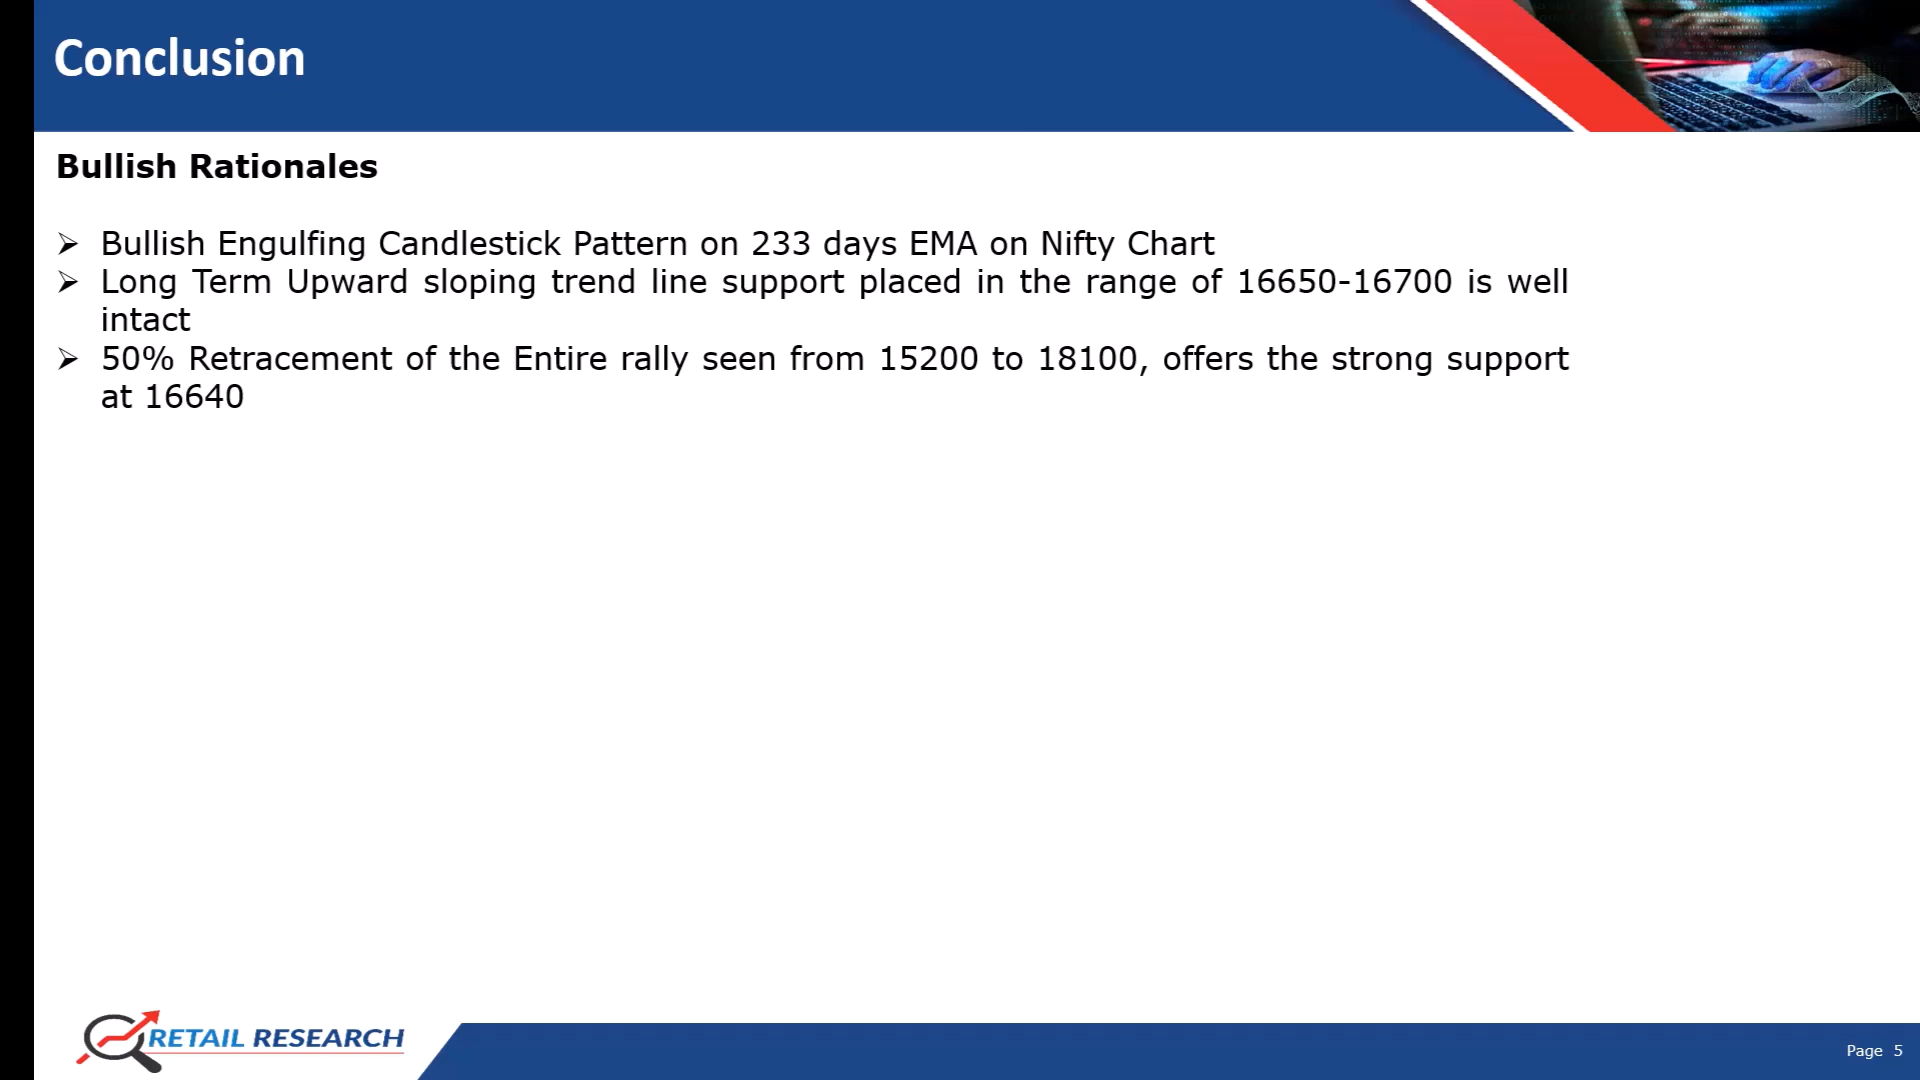 Conclusion
Bullish Rationales
➢ Bullish Engulfing Candlestick Pattern on 233 days EMA on Nifty Chart
➢ Long Term Upward sloping trend line support placed in the range of 16650-16700 is well
intact
➢ 50% Retracement of the Entire rally seen from 15200 to 18100, offers the strong support
at 16640
RETAIL RESEARCH
Page 5